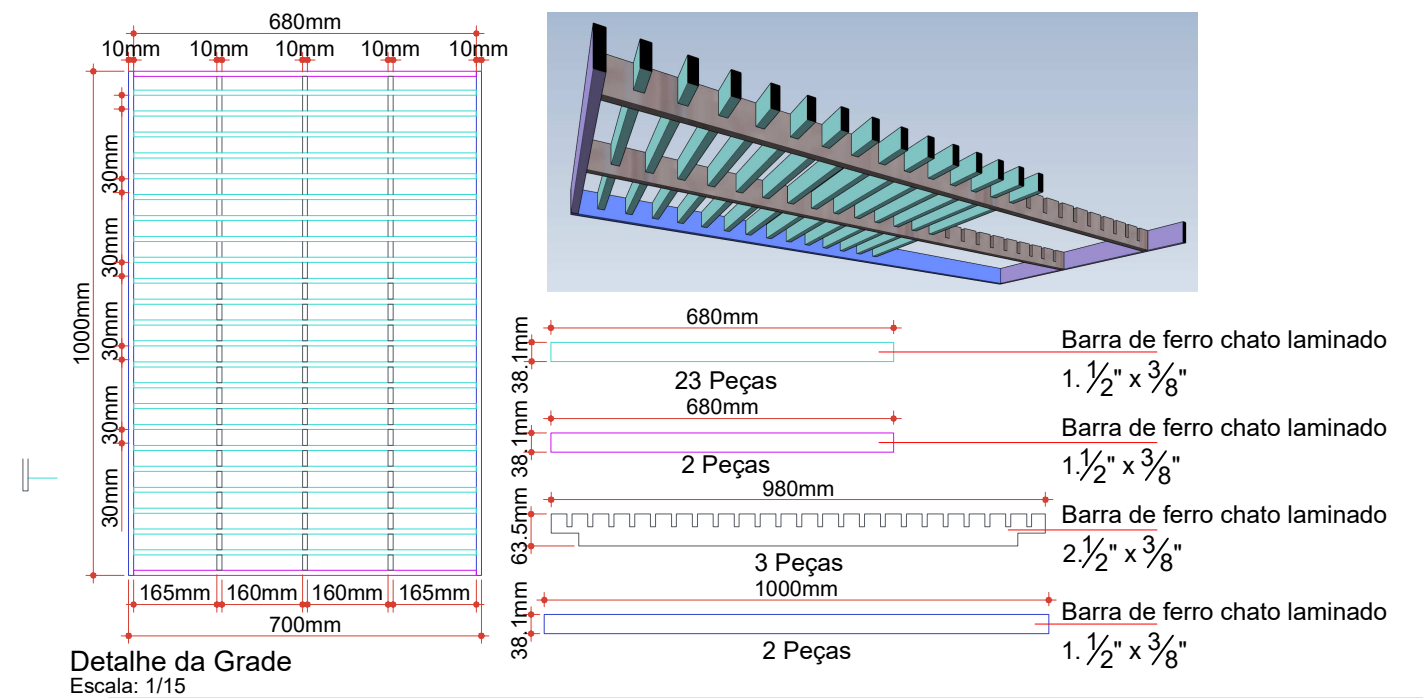 680mm
10mm 10mm 10mm 10mm 10mm
1000mm
30mm
30mm
30mm
30mm
30mm
165mm 160mm 160mm 165mm
700mm
Detalhe da Grade
Escala: 1/15
680mm
38.1mm
23 Peças
Barra de ferro chato laminado
1. 1/2" x 3/8"
680mm
38.1mm
2 Peças
Barra de ferro chato laminado
1.1/2" x 3/8"
980mm
63.5mm
3 Peças
Barra de ferro chato laminado
2.1/2" x 3/8"
1000mm
38.1mm
2 Peças
Barra de ferro chato laminado
1. 1/2" x 3/8"